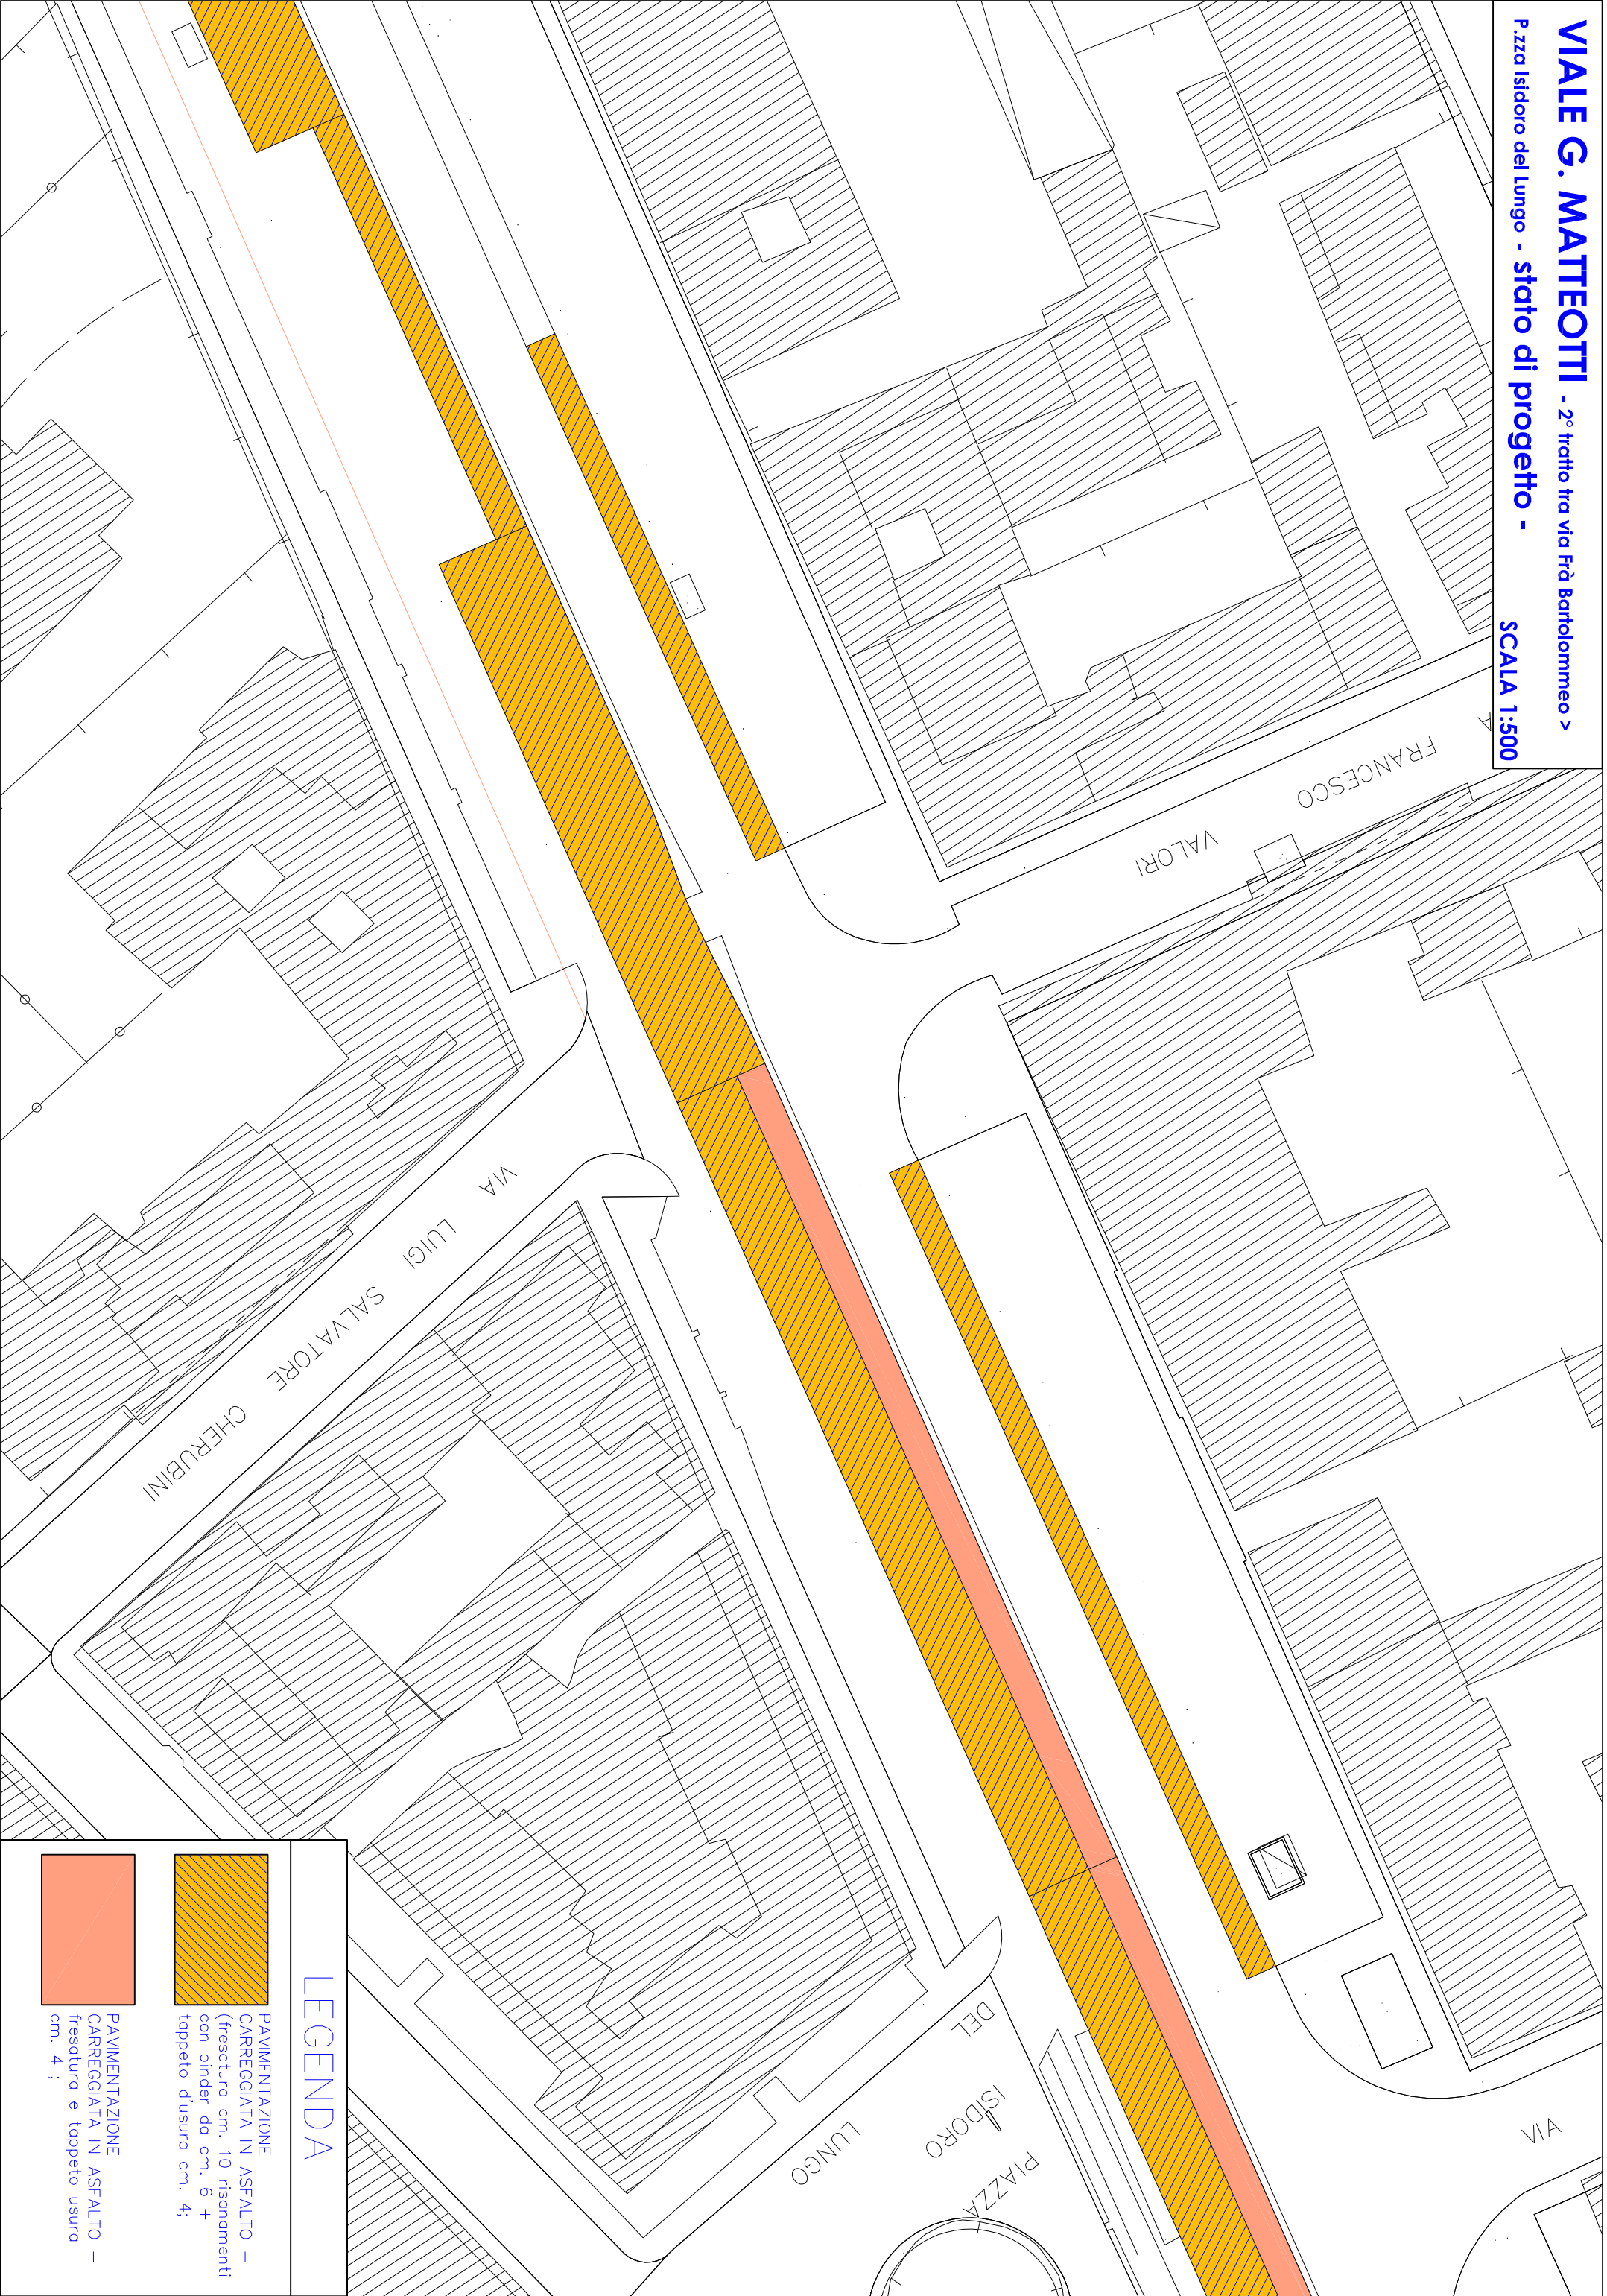 VIALE G. MATTEOTTI - 2° tratto tra via Frà Bartolommeo >
P.zza Isidoro del Lungo - Stato di progetto -
SCALA 1:500
A
FRANCESCO
VALORI
VIA
LUIGI
SALVATORE
CHERUBINI
VIA
PIAZZA
ISIDORO
DEL
LUNGO
LEGENDA
PAVIMENTAZIONE
CARREGGIATA IN ASFALTO –
(fresatura cm. 10 risanamenti
con binder da cm. 6 +
tappeto d'usura cm. 4;
PAVIMENTAZIONE
CARREGGIATA IN ASFALTO –
fresatura e tappeto usura
cm. 4 ;